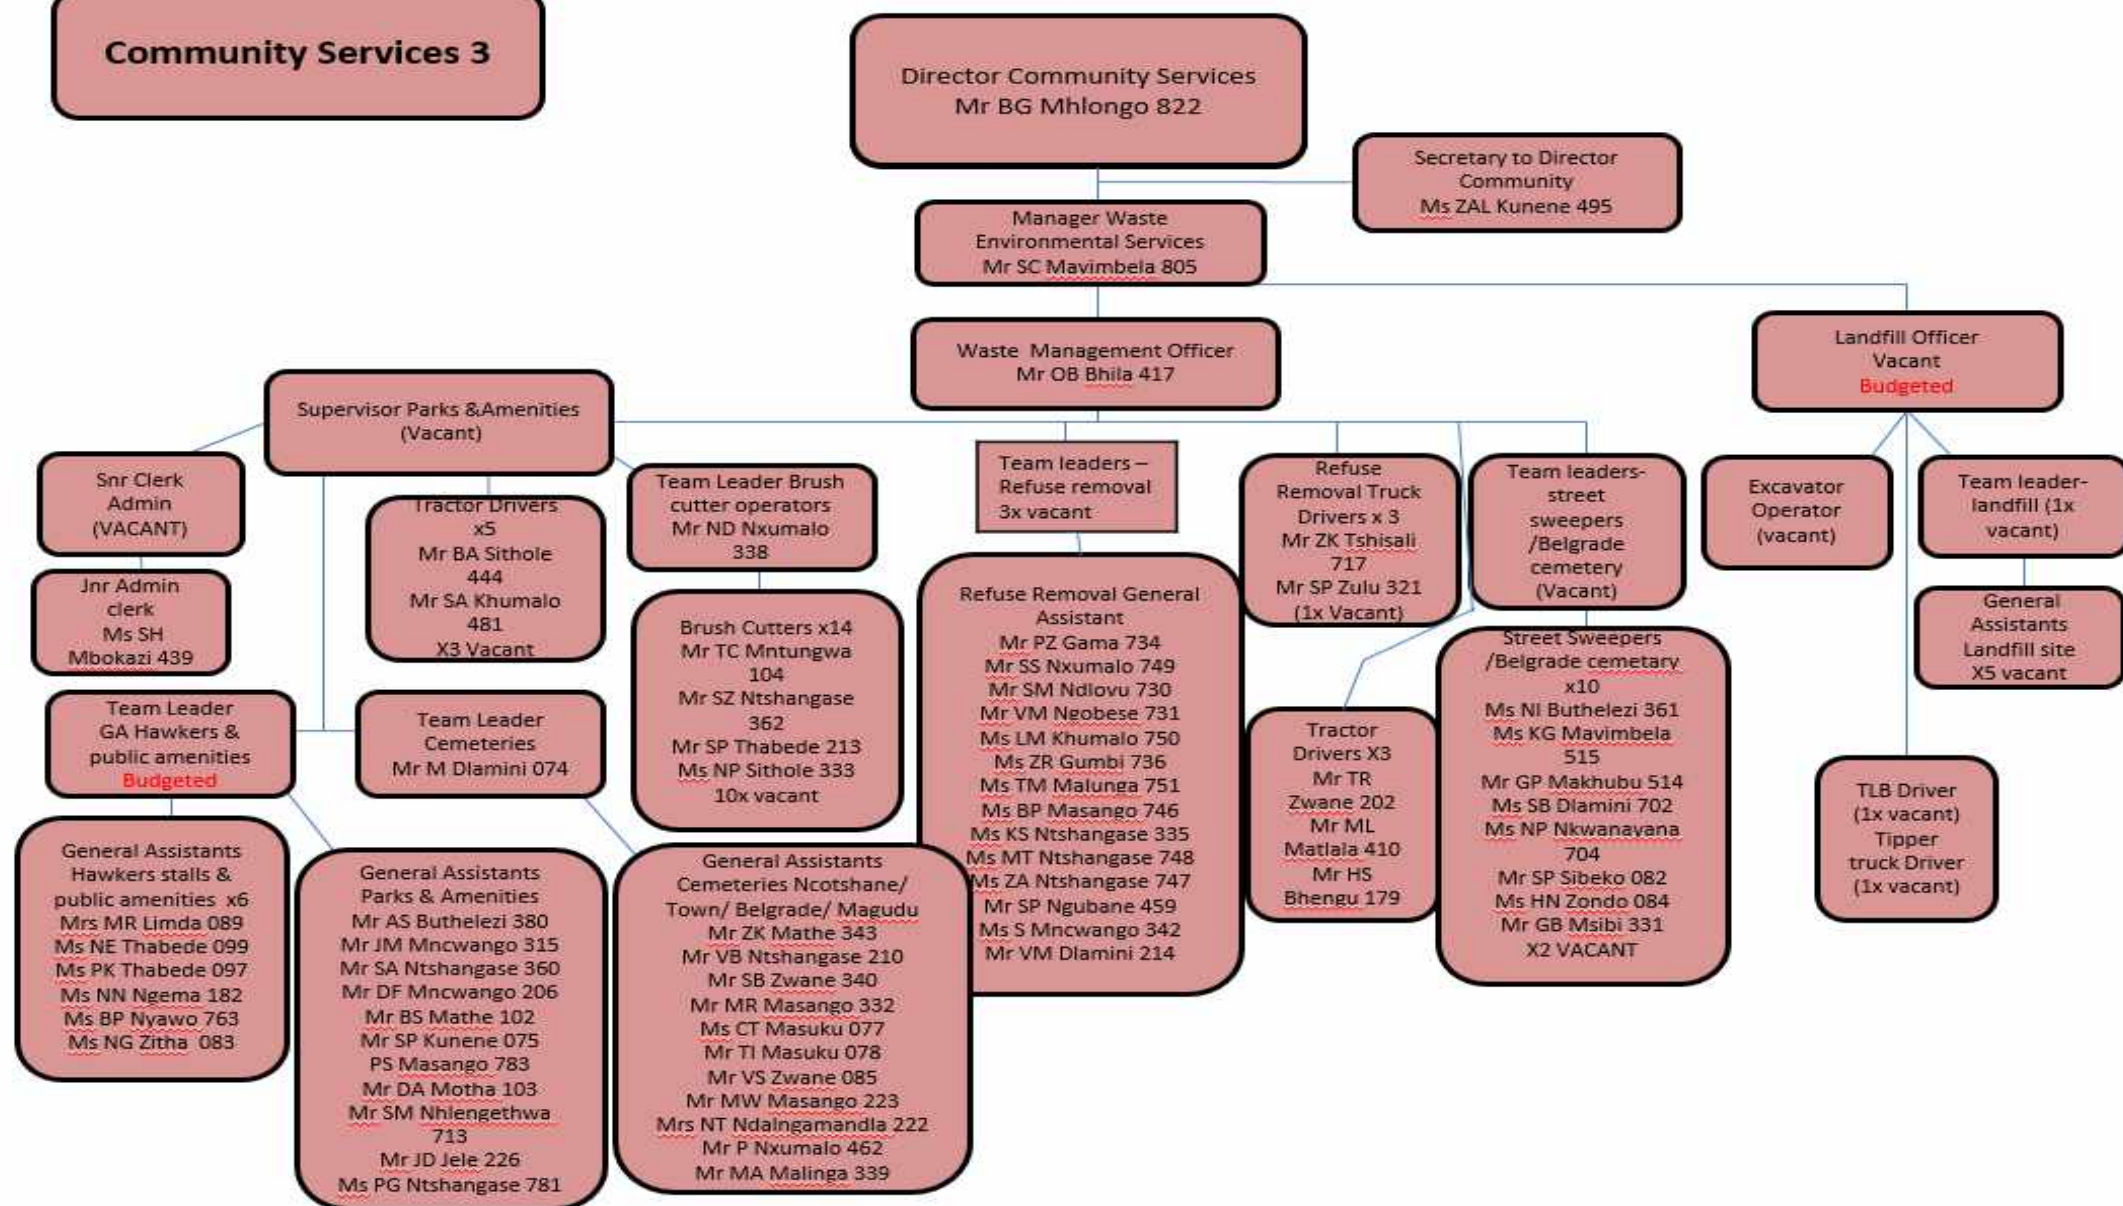 Community Services 3
Director Community Services
Mr BG Mhlongo 822
Secretary to Director
Community
Ms ZAL Kunene 495
Manager Waste
Environmental Services
Mr SC Mavimbela 805
Waste  Management Officer
Mr OB Bhila 417
Landfill Officer
Vacant
Budgeted
Supervisor Parks &Amenities
(Vacant)
Snr Clerk
Admin
(VACANT)
Jnr Admin
clerk
Ms SH
Mbokazi 439
Tractor Drivers
x5
Mr BA Sithole
444
Mr SA Khumalo
481
X3 Vacant
Team Leader Brush
cutter operators
Mr ND Nxumalo
338
Brush Cutters x14
Mr TC Mntungwa
104
Mr SZ Ntshangase
362
Mr SP Thabede 213
Ms NP Sithole 333
10x vacant
Team Leader
GA Hawkers &
public amenities
Budgeted
Team Leader
Cemeteries
Mr M Dlamini 074
General Assistants
Hawkers stalls &
public amenities  x6
Mrs MR Limda 089
Ms NE Thabede 099
Ms PK Thabede 097
Ms NN Ngema 182
Ms BP Nyawo 763
Ms NG Zitha  083
General Assistants
Parks & Amenities
Mr AS Buthelezi 380
Mr JM Mncwango 315
Mr SA Ntshangase 360
Mr DF Mncwango 206
Mr BS Mathe 102
Mr SP Kunene 075
PS Masango 783
Mr DA Motha 103
Mr SM Nhlengethwa
713
Mr JD Jele 226
Ms PG Ntshangase 781
General Assistants
Cemeteries Ncotshane/
Town/ Belgrade/ Magudu
Mr ZK Mathe 343
Mr VB Ntshangase 210
Mr SB Zwane 340
Mr MR Masango 332
Ms CT Masuku 077
Mr TI Masuku 078
Mr VS Zwane 085
Mr MW Masango 223
Mrs NT Ndalngamandla 222
Mr P Nxumalo 462
Mr MA Malinga 339
Team leaders –
Refuse removal
3x vacant
Refuse Removal General
Assistant
Mr PZ Gama 734
Mr SS Nxumalo 749
Mr SM Ndlovu 730
Mr VM Ngobese 731
Ms LM Khumalo 750
Ms ZR Gumbi 736
Ms TM Malunga 751
Ms BP Masango 746
Ms KS Ntshangase 335
Ms MT Ntshangase 748
Ms ZA Ntshangase 747
Mr SP Ngubane 459
Ms S Mncwango 342
Mr VM Dlamini 214
Refuse
Removal Truck
Drivers x 3
Mr ZK Tshisali
717
Mr SP Zulu 321
(1x Vacant)
Tractor
Drivers X3
Mr TR
Zwane 202
Mr ML
Matlala 410
Mr HS
Bhengu 179
Team leaders-
street
sweepers
/Belgrade
cemetery
(Vacant)
Street Sweepers
/Belgrade cemetary
x10
Ms NI Buthelezi 361
Ms KG Mavimbela
515
Mr GP Makhubu 514
Ms SB Dlamini 702
Ms NP Nkwanayana
704
Mr SP Sibeko 082
Ms HN Zondo 084
Mr GB Msibi 331
X2 VACANT
Excavator
Operator
(vacant)
Team leader-
landfill (1x
vacant)
General
Assistants
Landfill site
X5 vacant
TLB Driver
(1x vacant)
Tipper
truck Driver
(1x vacant)